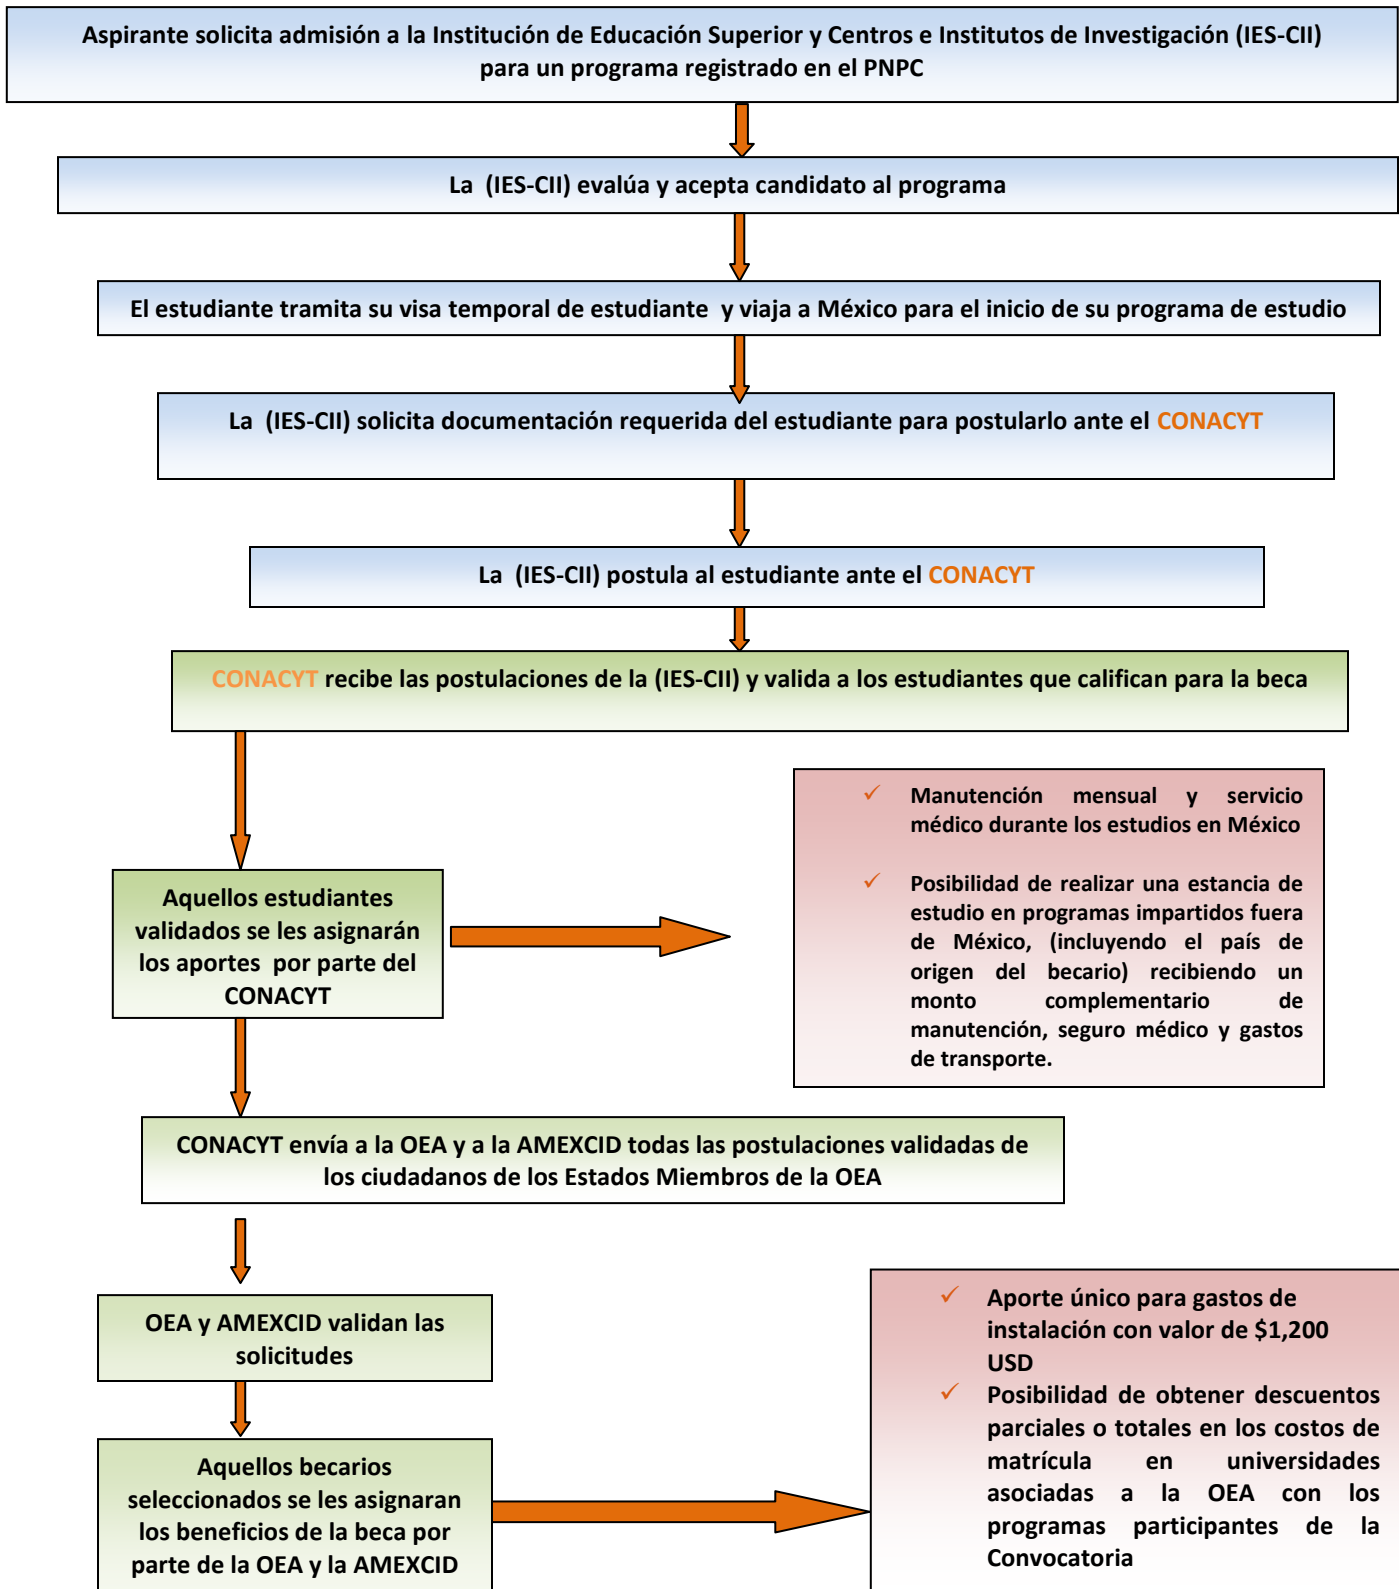 Aspirante solicita admisión a la Institución de Educación Superior y Centros e Institutos de Investigación (IES-CII)
para un programa registrado en el PNPC
La (IES-CII) evalúa y acepta candidato al programa
El estudiante tramita su visa temporal de estudiante y viaja a México para el inicio de su programa de estudio
La (IES-CII) solicita documentación requerida del estudiante para postularlo ante el CONACYT
La (IES-CII) postula al estudiante ante el CONACYT
CONACYT recibe las postulaciones de la (IES-CII) y valida a los estudiantes que califican para la beca
✓ Manutención mensual y servicio
médico durante los estudios en México
✓ Posibilidad de realizar una estancia de
estudio en programas impartidos fuera
de México, (incluyendo el país de
origen del becario) recibiendo un
monto complementario de
manutención, seguro médico y gastos
de transporte.
Aquellos estudiantes
validados se les asignarán
los aportes por parte del
CONACYT
CONACYT envía a la OEA y a la AMEXCID todas las postulaciones validadas de
los ciudadanos de los Estados Miembros de la OEA
OEA y AMEXCID validan las
solicitudes
✓ Aporte único para gastos de
instalación con valor de $1,200
USD
✓ Posibilidad de obtener descuentos
parciales o totales en los costos de
matrícula en universidades
asociadas a la OEA con los
programas participantes de la
Convocatoria
Aquellos becarios
seleccionados se les asignaran
los beneficios de la beca por
parte de la OEA y la AMEXCID